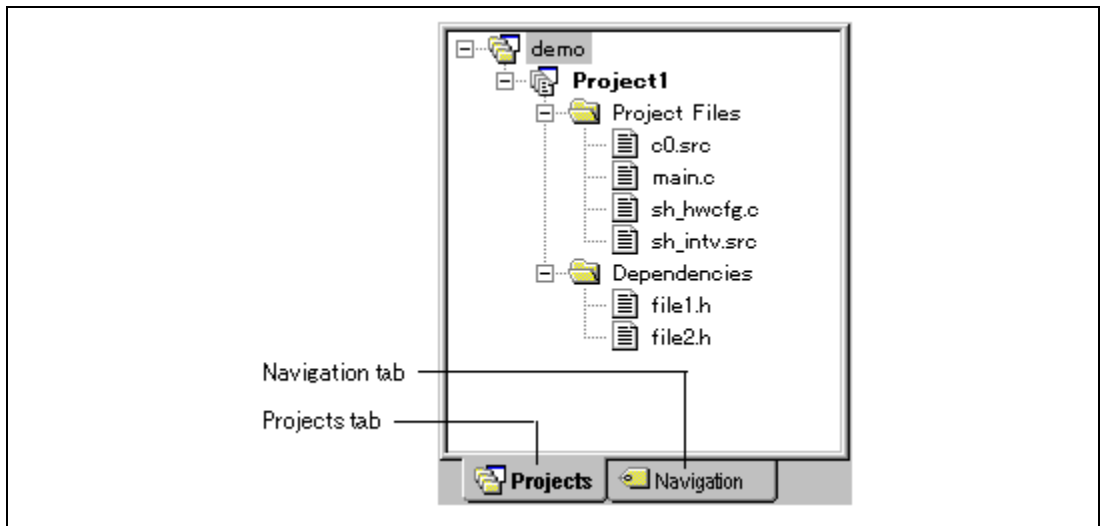 demo
Project1
Project Files
c0.src
main.c
sh_hwcfg.c
sh_intv.src
Dependencies
file1.h
file2.h
Navigation tab
Projects tab
Projects
Navigation